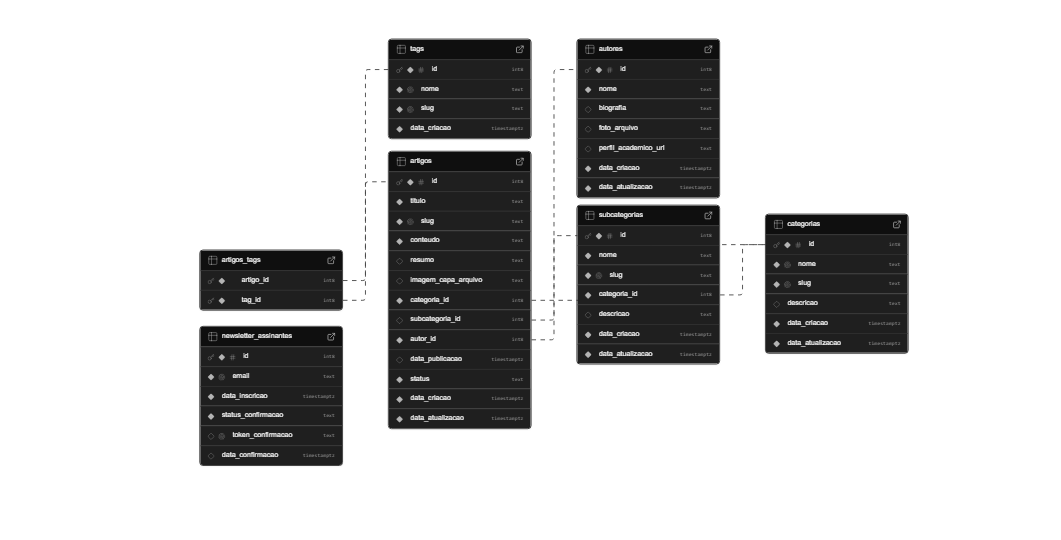 tags
id int8
nome text
slug text
data_criacao timestamptz
artigos
id int8
titulo text
slug text
conteudo text
resumo text
imagem_capa_arquivo text
categoria_id int8
subcategoria_id int8
autor_id int8
data_publicacao timestamptz
status text
data_criacao timestamptz
data_atualizacao timestamptz
autores
id int8
nome text
biografia text
foto_arquivo text
perfil_academico_url text
data_criacao timestamptz
data_atualizacao timestamptz
subcategorias
id int8
nome text
slug text
categoria_id int8
descricao text
data_criacao timestamptz
data_atualizacao timestamptz
categorias
id int8
nome text
slug text
descricao text
data_criacao timestamptz
data_atualizacao timestamptz
artigos_tags
artigo_id int8
tag_id int8
newsletter_assinantes
id int8
email text
data_inscricao timestamptz
status_confirmacao text
token_confirmacao text
data_confirmacao timestamptz